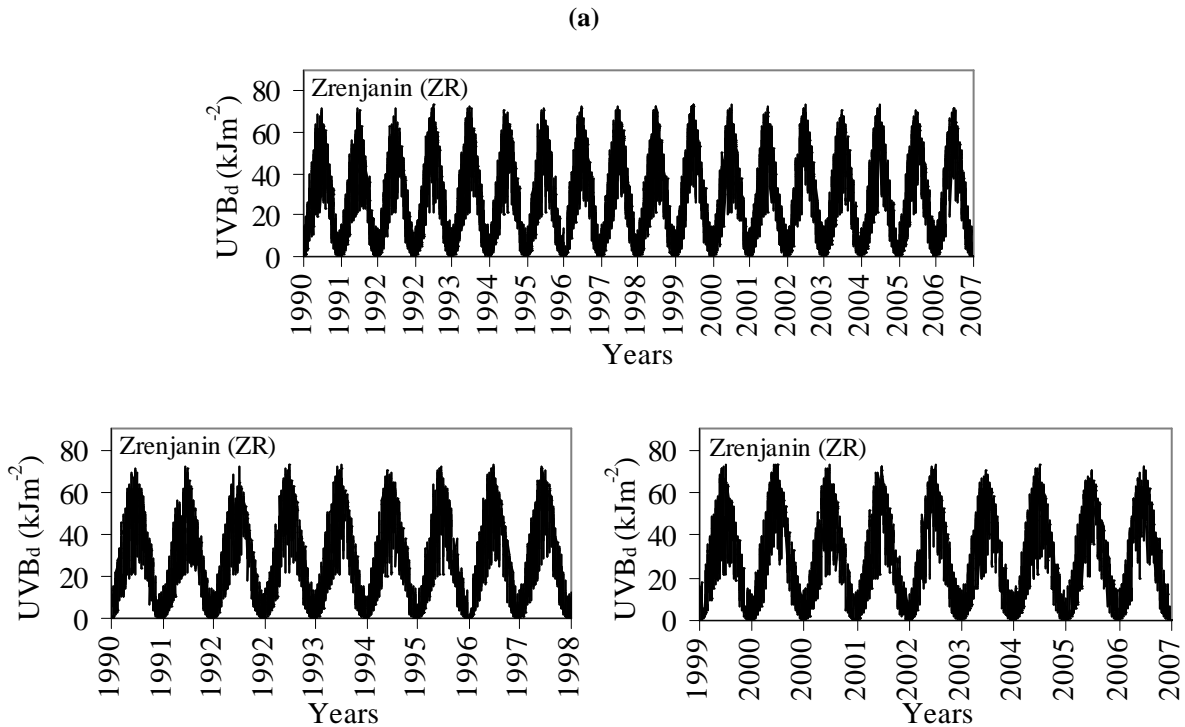 (a)
Zrenjanin (ZR)
UVBd (kJm-2)
80
60
40
20
0
1990 1991 1992 1992 1993 1994 1995 1996 1997 1998 1999 2000 2001 2002 2003 2004 2005 2006 2007
Years
Zrenjanin (ZR)
UVBd (kJm-2)
80
60
40
20
0
1990 1991 1992 1992 1993 1994 1995 1996 1997 1998
Years
Zrenjanin (ZR)
UVBd (kJm-2)
80
60
40
20
0
1999 2000 2000 2001 2002 2003 2004 2005 2006 2007
Years